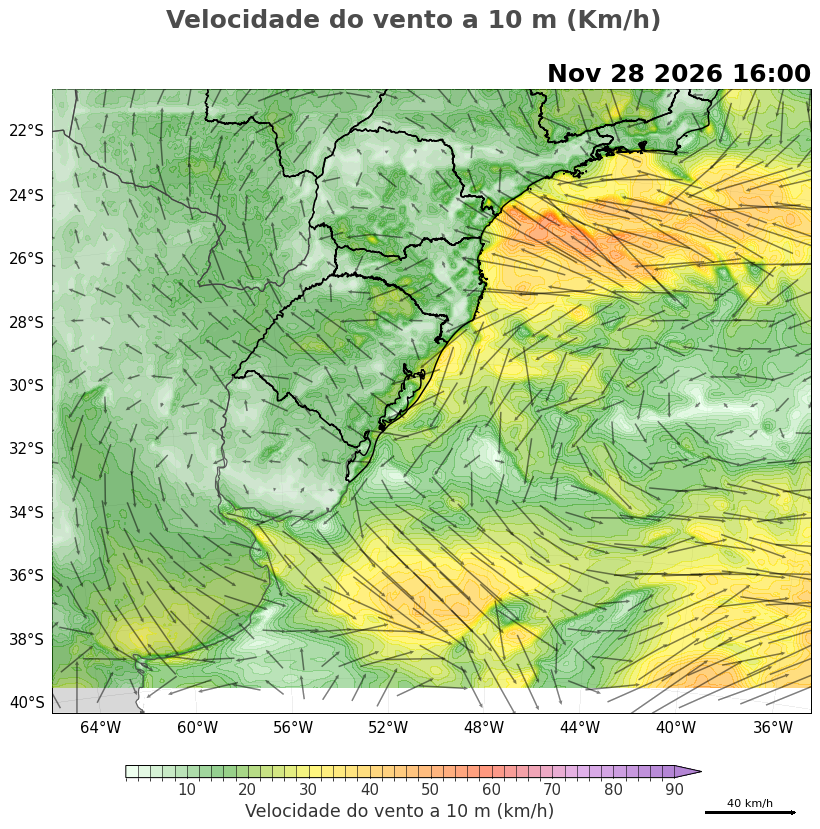 Velocidade do vento a 10 m (Km/h)
Nov 28 2026 16:00
22°S
24°S
26°S
28°S
30°S
32°S
34°S
36°S
38°S
40°S
64°W 60°W 56°W 52°W 48°W 44°W 40°W 36°W
10 20 30 40 50 60 70 80 90
Velocidade do vento a 10 m (km/h)
40 km/h